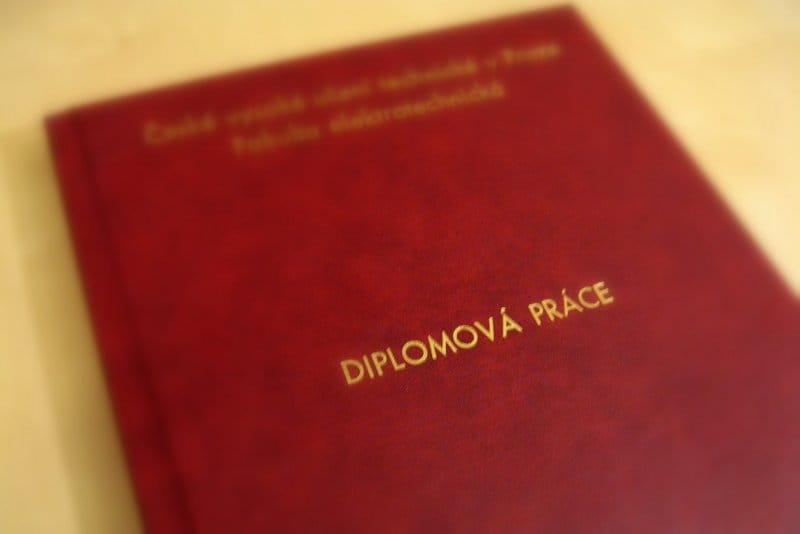 České vysoké učení technické v Praze
Fakulta elektrotechnická
DIPLOMOVÁ PRÁCE